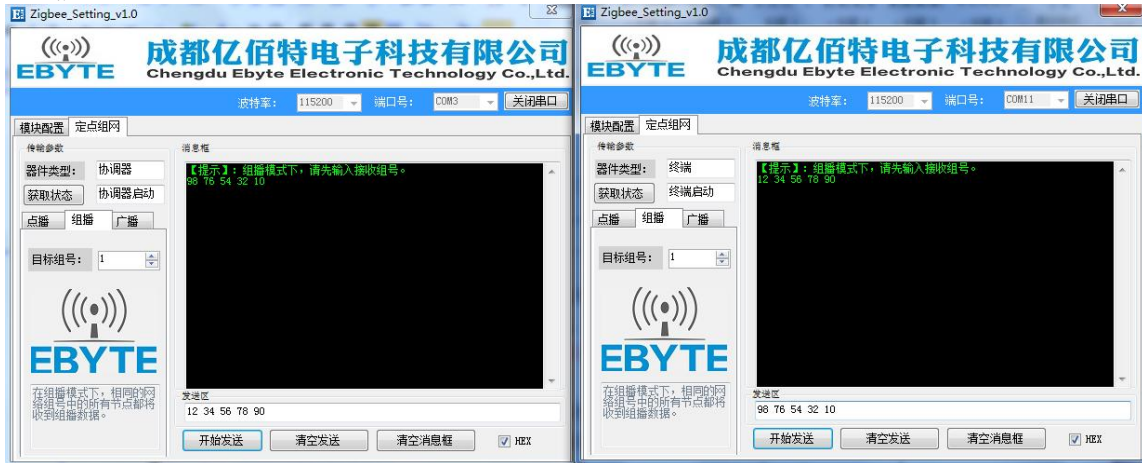 Zigbee_Setting_v1.0
EBYTE
成都亿佰特电子科技有限公司
Chengdu Ebyte Electronic Technology Co.,Ltd.
波特率: 115200 端口号: COM3 关闭串口
模块配置 定点组网
传输参数
器件类型: 协调器
获取状态 协调器启动
点播 组播 广播
目标组号: 1
EBYTE
在组播模式下，相同的网
络组号中的所有节点都将
收到组播数据。
消息框
【提示】: 组播模式下，请先输入接收组号。
98 76 54 32 10
发送区
12 34 56 78 90
开始发送 清空发送 清空消息框 HEX
Zigbee_Setting_v1.0
EBYTE
成都亿佰特电子科技有限公司
Chengdu Ebyte Electronic Technology Co.,Ltd.
波特率: 115200 端口号: COM11 关闭串口
模块配置 定点组网
传输参数
器件类型: 终端
获取状态 终端启动
点播 组播 广播
目标组号: 1
EBYTE
在组播模式下，相同的网
络组号中的所有节点都将
收到组播数据。
消息框
【提示】: 组播模式下，请先输入接收组号。
12 34 56 78 90
发送区
98 76 54 32 10
开始发送 清空发送 清空消息框 HEX